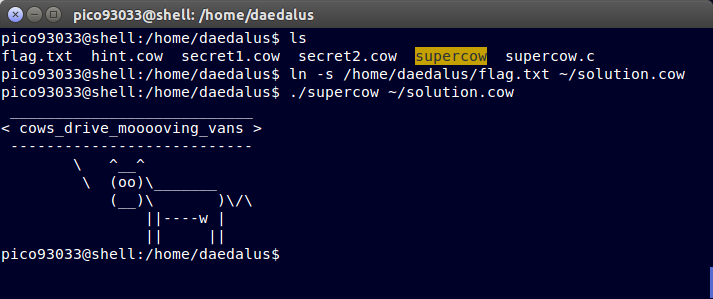 pico93033@shell: /home/daedalus
pico93033@shell:/home/daedalus$ ls
flag.txt  hint.cow  secret1.cow  secret2.cow  supercow  supercow.c
pico93033@shell:/home/daedalus$ ln -s /home/daedalus/flag.txt ~/solution.cow
pico93033@shell:/home/daedalus$ ./supercow ~/solution.cow
 ___________________________
< cows_drive_mooooving_vans >
 ---------------------------
        \   ^__^
         \  (oo)\_______
            (__)\       )\/\
                ||----w |
                ||     ||
pico93033@shell:/home/daedalus$